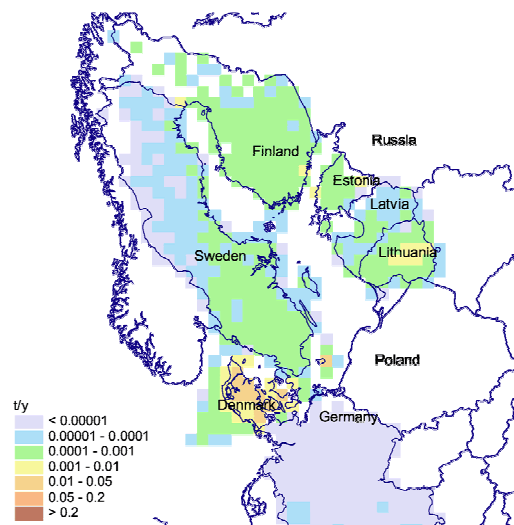 Russia
Finland
Estonia
Latvia
Lithuania
Sweden
Poland
Denmark
Germany
t/y
< 0.00001
0.00001 - 0.0001
0.0001 - 0.001
0.001 - 0.01
0.01 - 0.05
0.05 - 0.2
> 0.2